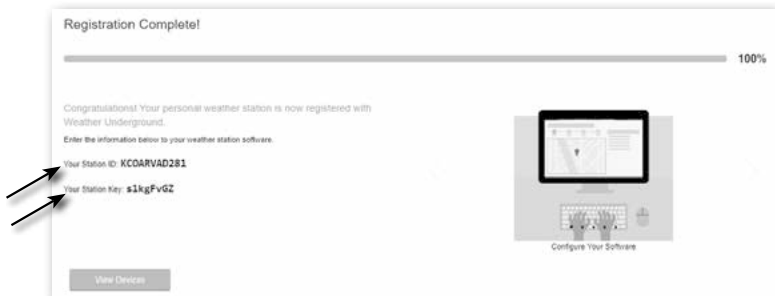 Registration Complete!
100%
Congratulations! Your personal weather station is now registered with
Weather Underground.
Enter the information below to your weather station software.
Your Station ID: KCOARVAD281
Your Station Key: s1kgFvGZ
Configure Your Software
View Devices